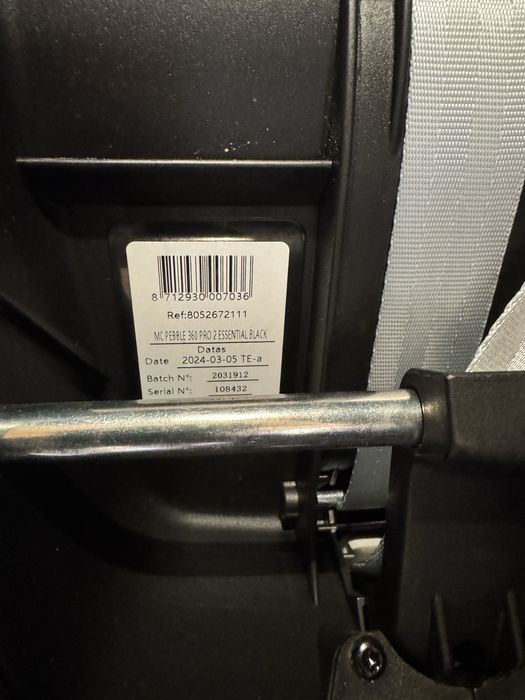 8 712930 007036
Ref:8052672111
MC PEBBLE 360 PRO 2 ESSENTIAL BLACK
Datas
Date 2024-03-05 TE-a
Batch N°: 2031912
Serial N°: 108432